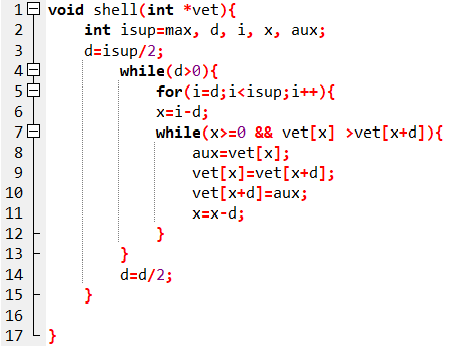 1 void shell(int *vet){
2 int isup=max, d, i, x, aux;
3 d=isup/2;
4 while(d>0){
5 for(i=d;i<isup;i++){
6 x=i-d;
7 while(x>=0 && vet[x] >vet[x+d]){
8 aux=vet[x];
9 vet[x]=vet[x+d];
10 vet[x+d]=aux;
11 x=x-d;
12 }
13 }
14 d=d/2;
15 }
16
17 }